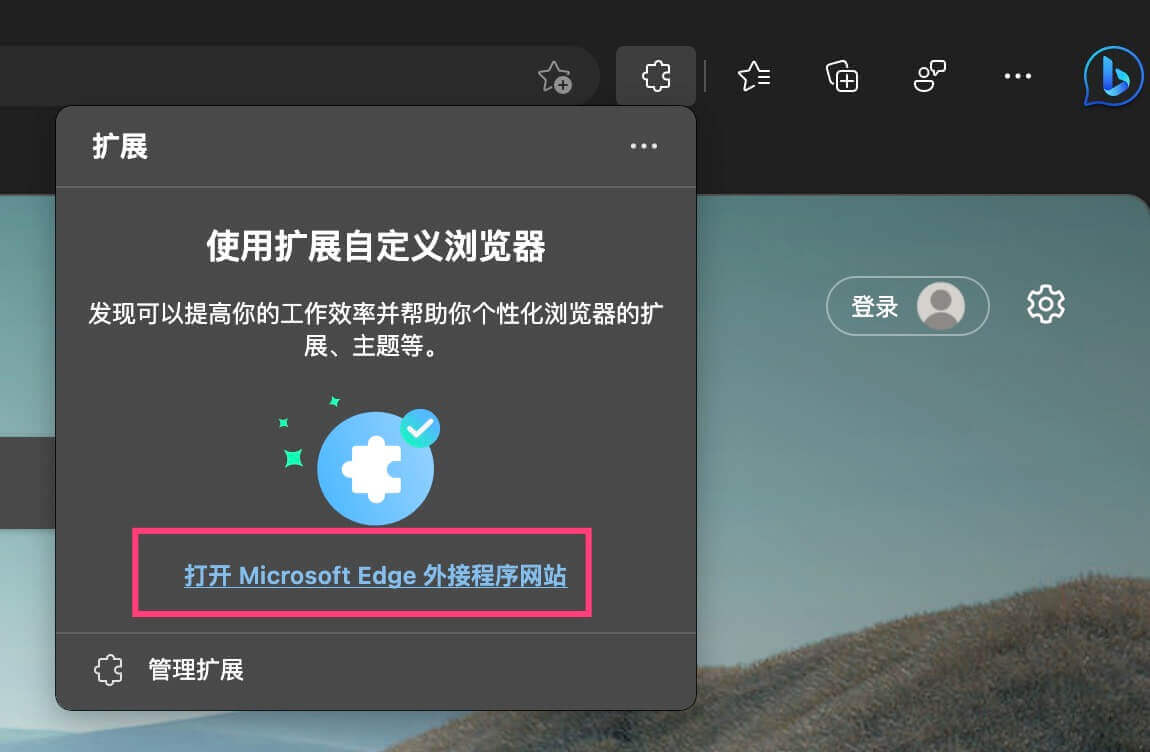 扩展
使用扩展自定义浏览器
发现可以提高你的工作效率并帮助你个性化浏览器的扩
展、主题等。
登录
打开 Microsoft Edge 外接程序网站
管理扩展